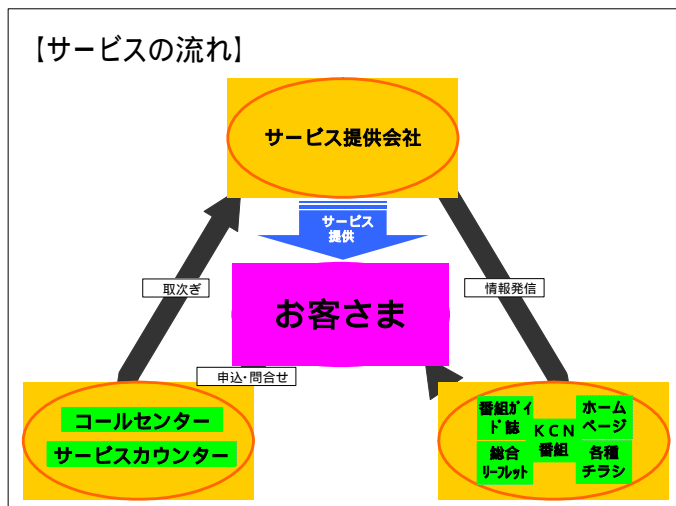 【サービスの流れ】
サービス提供会社
サービス
提供
取次ぎ
情報発信
お客さま
申込・問合せ
コールセンター
サービスカウンター
番組ガイ
ド誌
ホーム
ページ
KCN
番組
総合
リーフレット
各種
チラシ